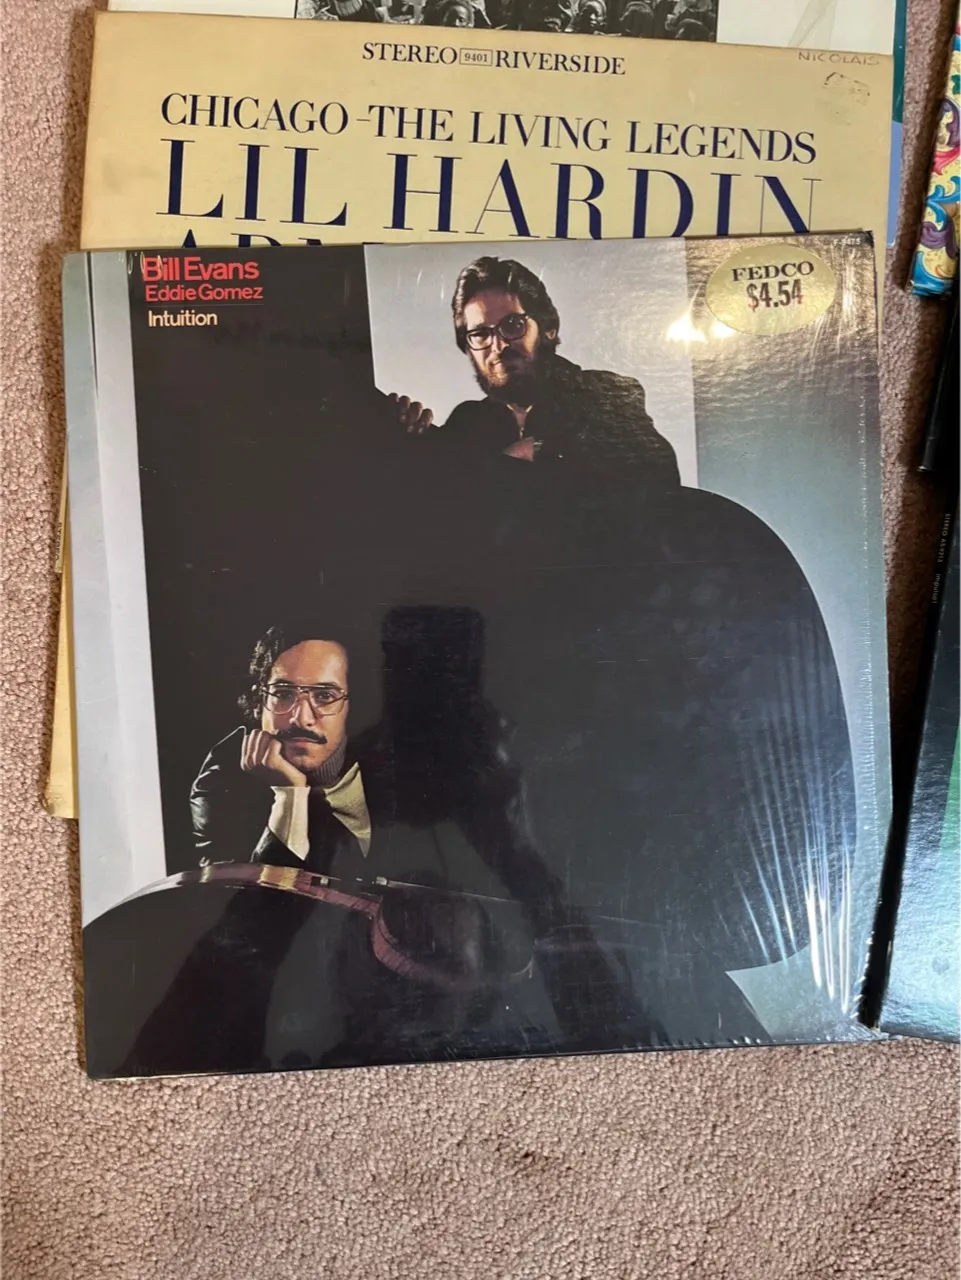 STEREO 9401 RIVERSIDE
NICOLAIS
CHICAGO-THE LIVING LEGENDS
LIL HARDIN
Bill Evans
Eddie Gomez
Intuition
FEDCO
$4.54